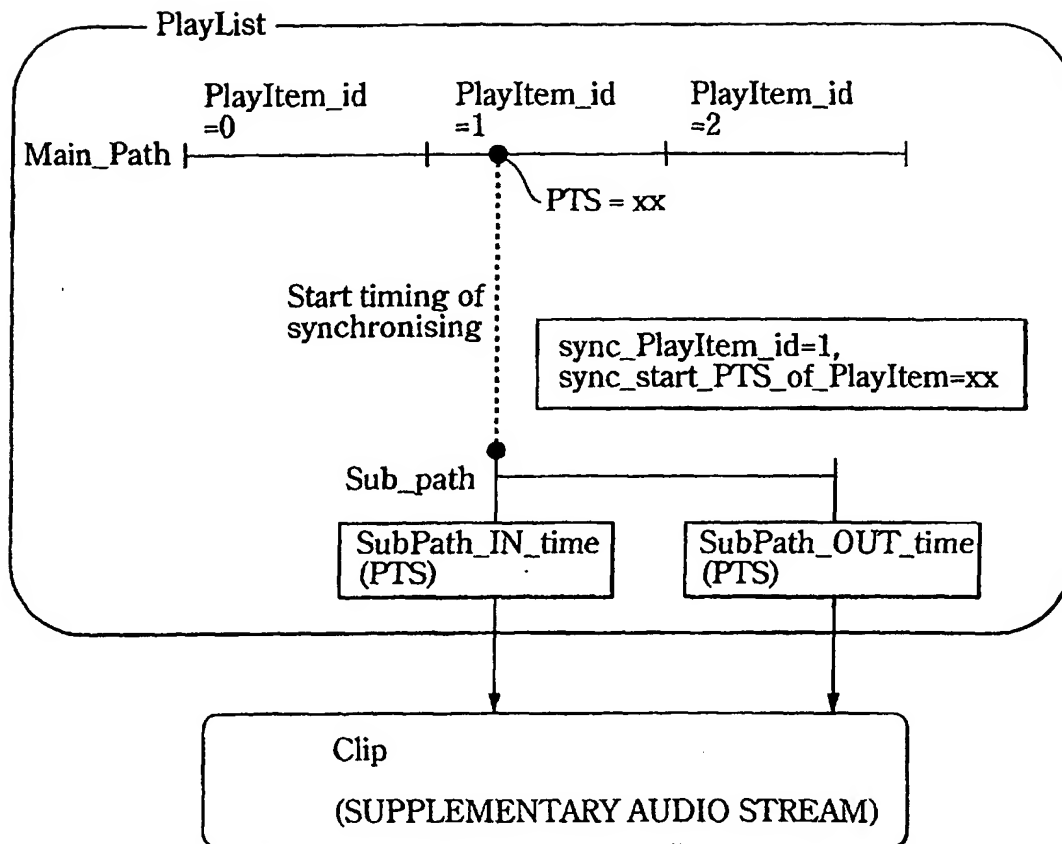 PlayList
PlayItem_id
=0
PlayItem_id
=1
PlayItem_id
=2
Main_Path
PTS = xx
Start timing of
synchronising
sync_PlayItem_id=1,
sync_start_PTS_of_PlayItem=xx
Sub_path
SubPath_IN_time
(PTS)
SubPath_OUT_time
(PTS)
Clip
(SUPPLEMENTARY AUDIO STREAM)